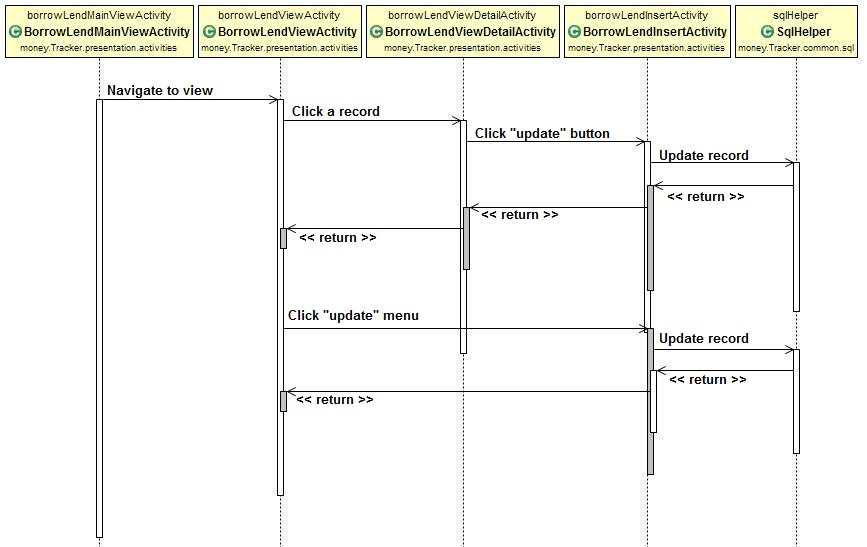 borrowLendMainViewActivity
BorrowLendMainViewActivity
money.Tracker.presentation.activities
borrowLendViewActivity
BorrowLendViewActivity
money.Tracker.presentation.activities
borrowLendViewDetailActivity
BorrowLendViewDetailActivity
money.Tracker.presentation.activities
borrowLendInsertActivity
BorrowLendInsertActivity
money.Tracker.presentation.activities
sqlHelper
SqlHelper
money.Tracker.common.sql
Navigate to view
Click a record
Click "update" button
Update record
<< return >>
<< return >>
<< return >>
Click "update" menu
Update record
<< return >>
<< return >>